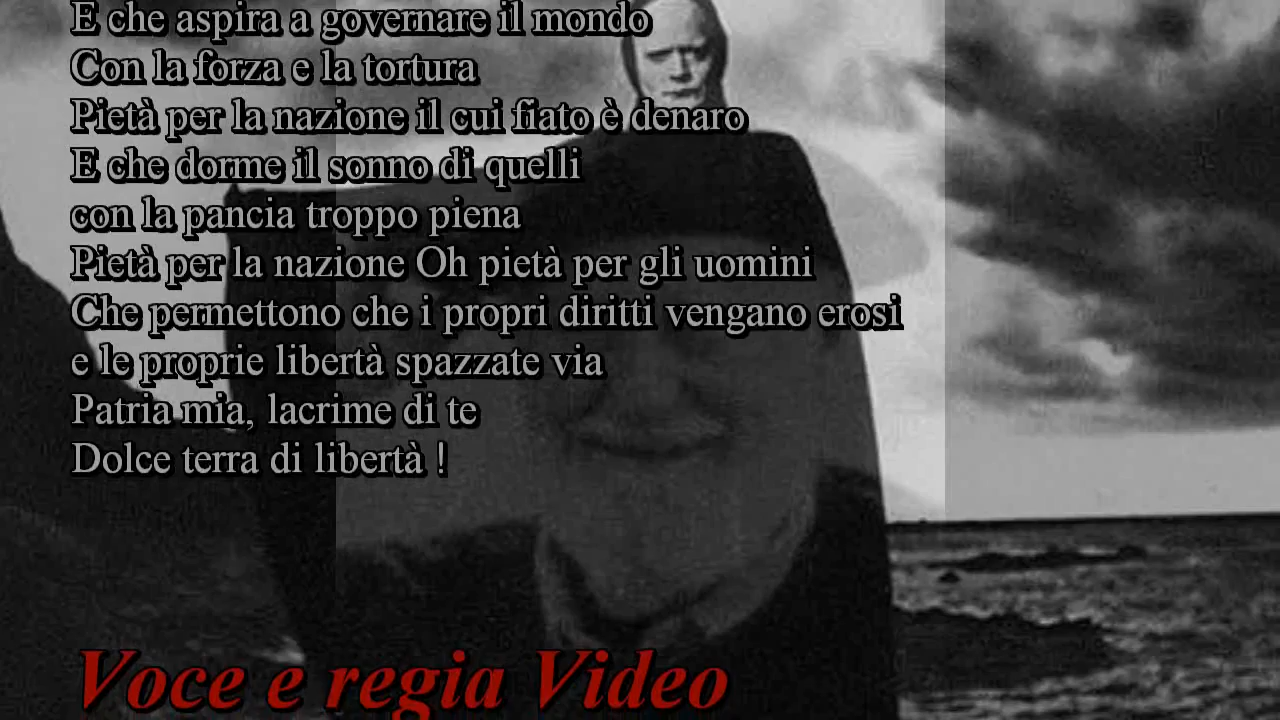 E che aspira a governare il mondo
Con la forza e la tortura
Pietà per la nazione il cui fiato è denaro
E che dorme il sonno di quelli
con la pancia troppo piena
Pietà per la nazione Oh pietà per gli uomini
Che permettono che i propri diritti vengano erosi
e le proprie libertà spazzate via
Patria mia, lacrime di te
Dolce terra di libertà !
Voce e regia Video